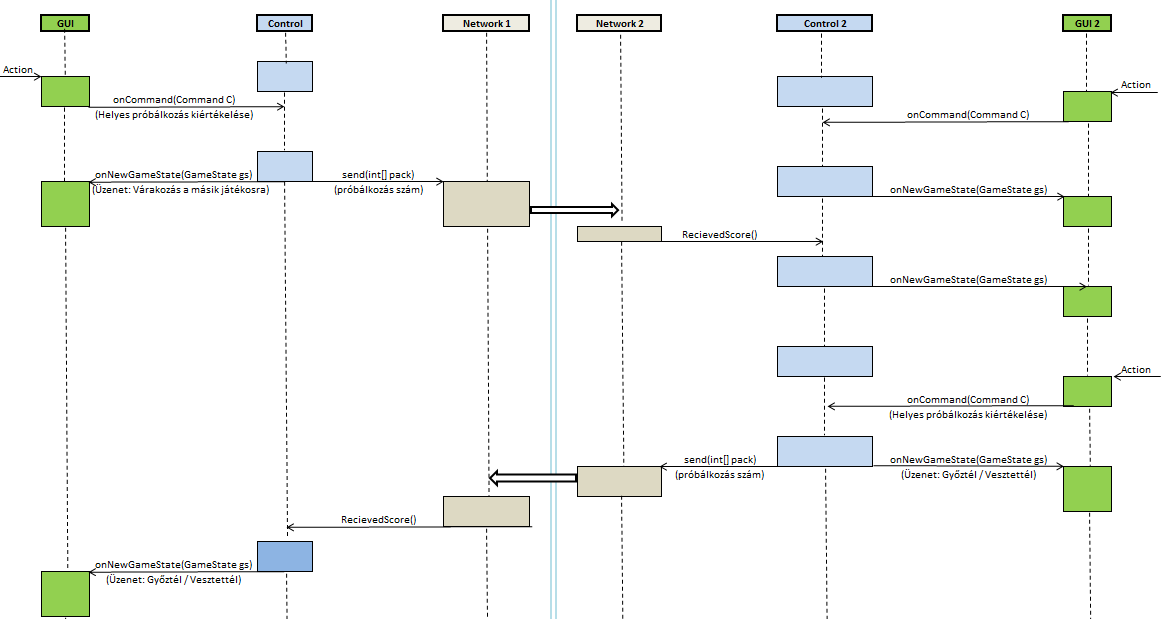 GUI
Control
Network 1
Network 2
Control 2
GUI 2
Action
Action
onCommand(Command C)
(Helyes próbálkozás kiértékelése)
onCommand(Command C)
onNewGameState(GameState gs)
(Üzenet: Várakozás a másik játékosra)
send(int[] pack)
(próbálkozás szám)
onNewGameState(GameState gs)
RecievedScore()
onNewGameState(GameState gs)
Action
onCommand(Command C)
(Helyes próbálkozás kiértékelése)
send(int[] pack)
(próbálkozás szám)
onNewGameState(GameState gs)
(Üzenet: Győztél / Vesztettél)
RecievedScore()
onNewGameState(GameState gs)
(Üzenet: Győztél / Vesztettél)